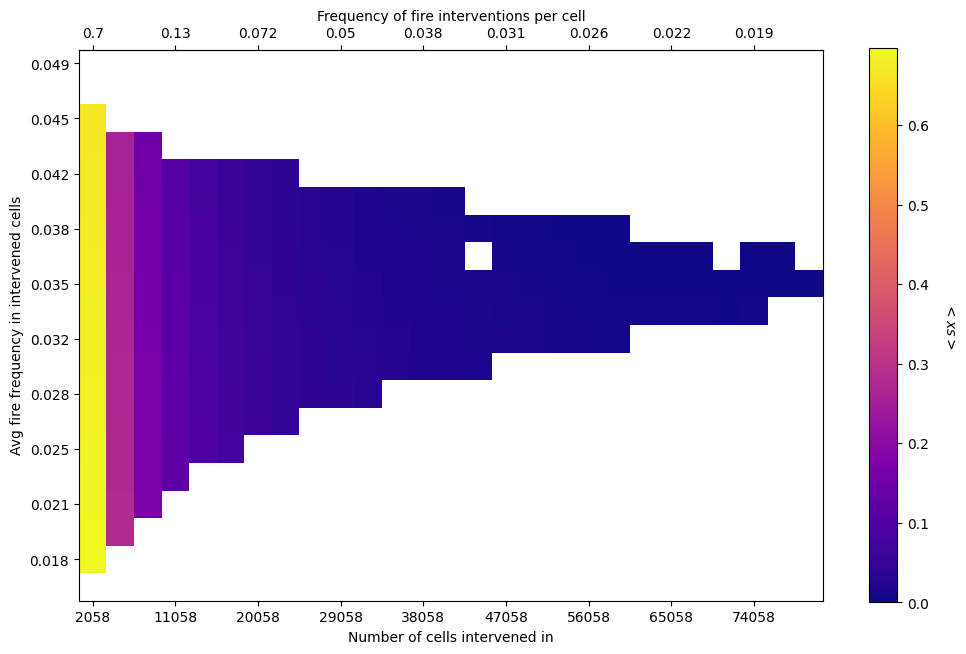 Frequency of fire interventions per cell
0.7 0.13 0.072 0.05 0.038 0.031 0.026 0.022 0.019
Avg fire frequency in intervened cells
0.049
0.045
0.042
0.038
0.035
0.032
0.028
0.025
0.021
0.018
2058 11058 20058 29058 38058 47058 56058 65058 74058
Number of cells intervened in
0.6
0.5
0.4
0.3
0.2
0.1
0.0
< sx >